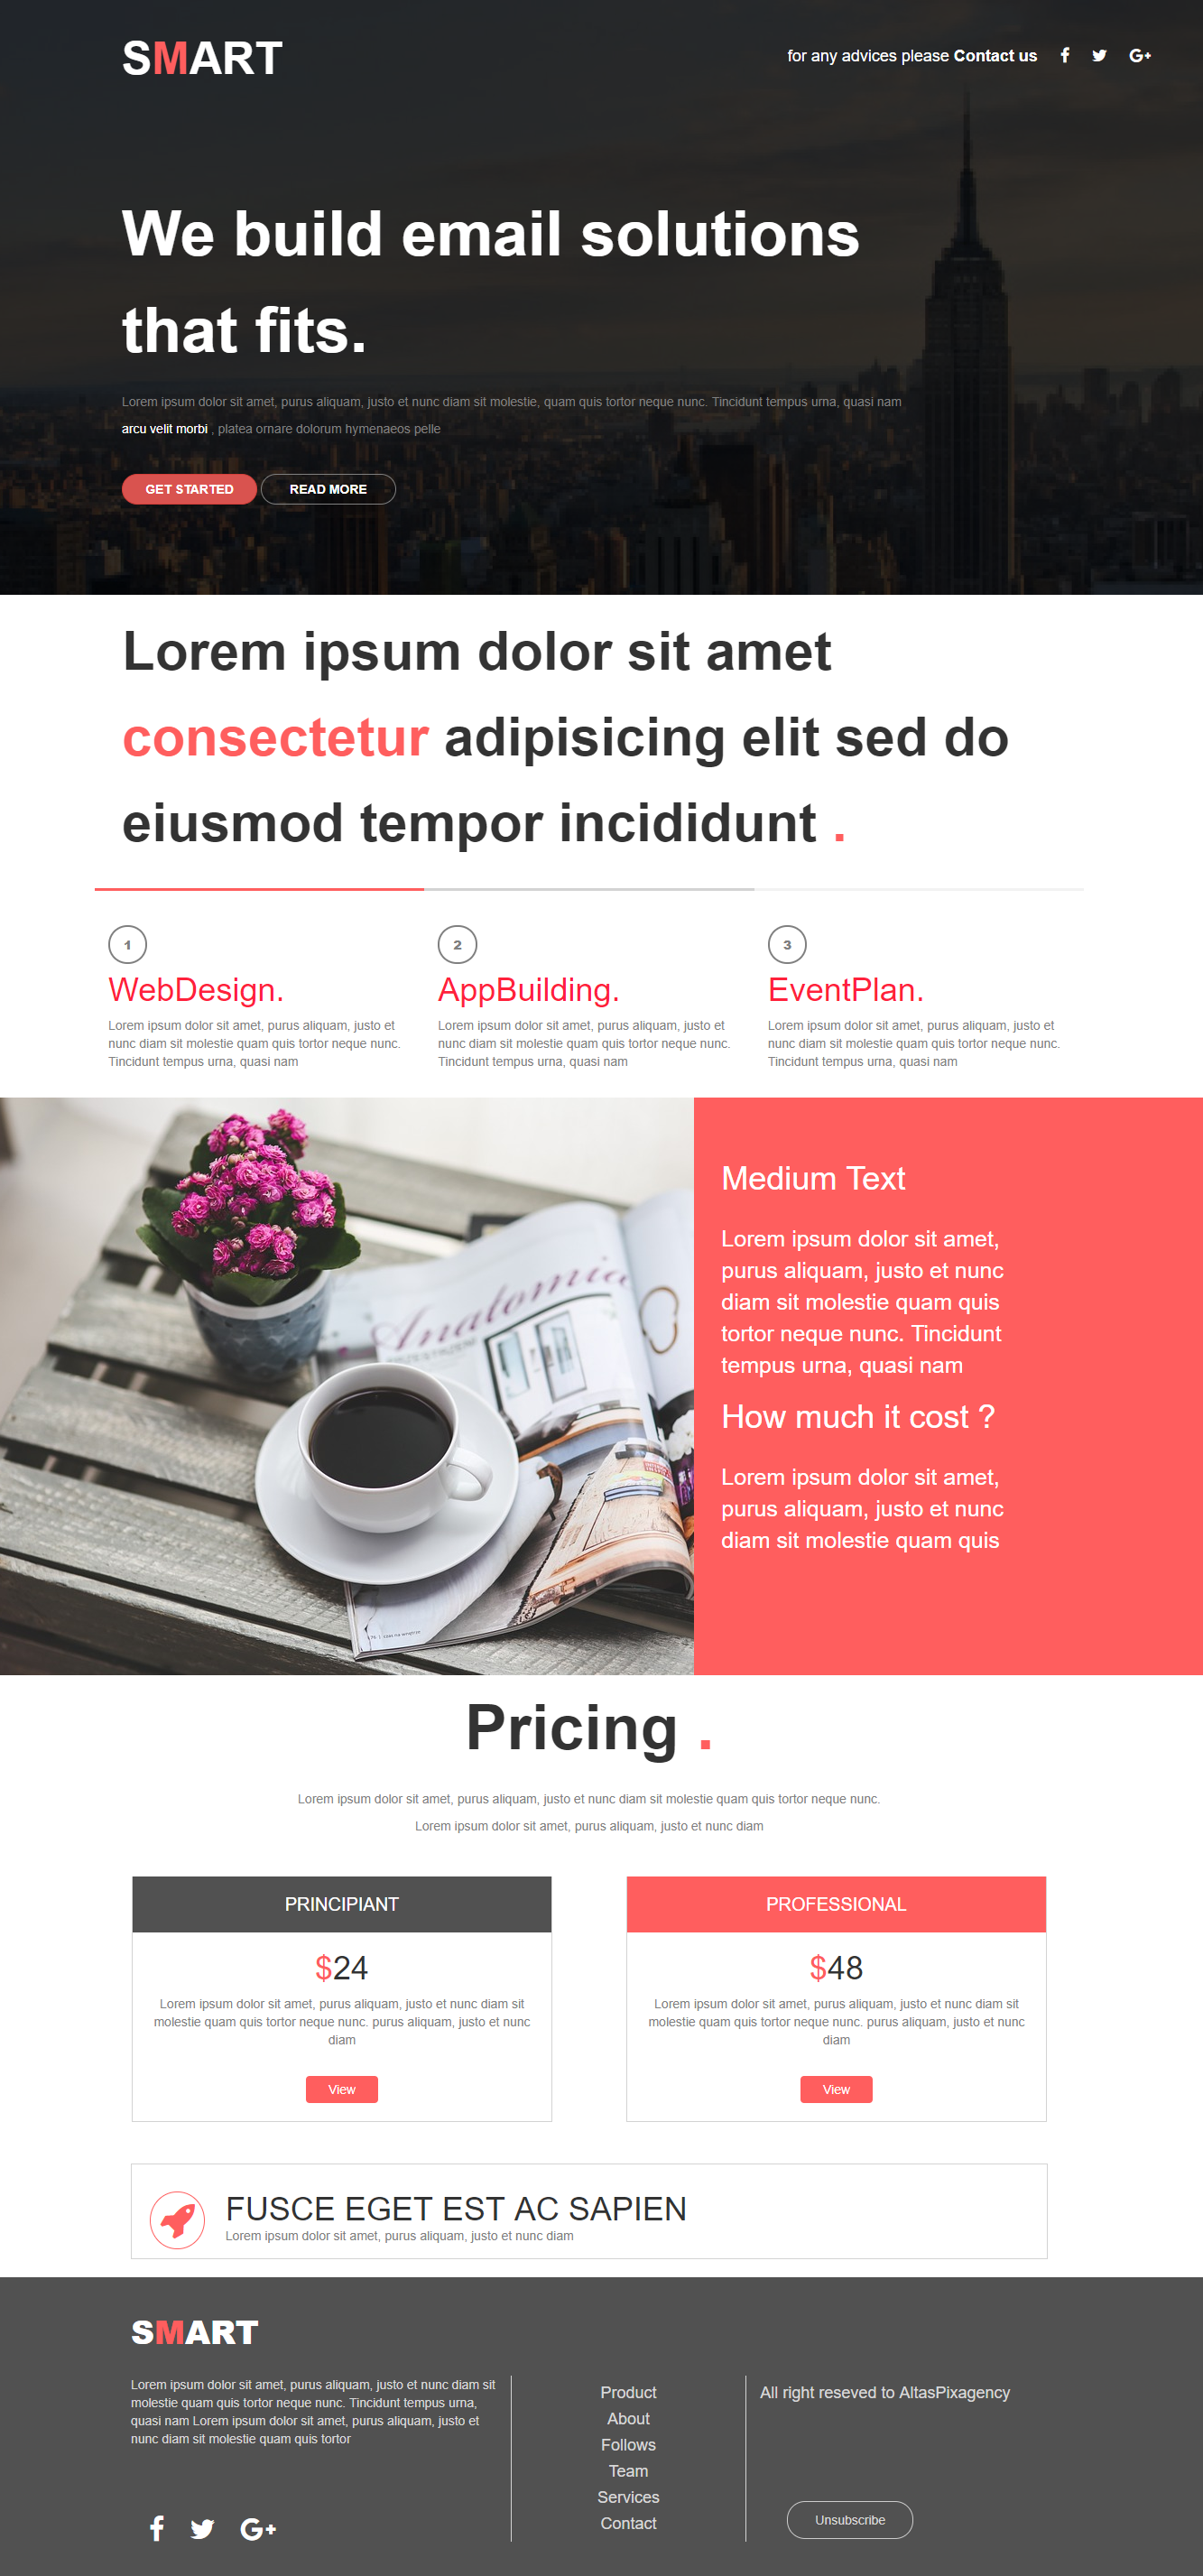 SMART
for any advices please Contact us
We build email solutions
that fits.
Lorem ipsum dolor sit amet, purus aliquam, justo et nunc diam sit molestie, quam quis tortor neque nunc. Tincidunt tempus urna, quasi nam
arcu velit morbi , platea ornare dolorum hymenaeos pelle
GET STARTED
READ MORE
Lorem ipsum dolor sit amet
consectetur adipisicing elit sed do
eiusmod tempor incididunt .
1
WebDesign.
Lorem ipsum dolor sit amet, purus aliquam, justo et
nunc diam sit molestie quam quis tortor neque nunc.
Tincidunt tempus urna, quasi nam
2
AppBuilding.
Lorem ipsum dolor sit amet, purus aliquam, justo et
nunc diam sit molestie quam quis tortor neque nunc.
Tincidunt tempus urna, quasi nam
3
EventPlan.
Lorem ipsum dolor sit amet, purus aliquam, justo et
nunc diam sit molestie quam quis tortor neque nunc.
Tincidunt tempus urna, quasi nam
Analomia
Medium Text
Lorem ipsum dolor sit amet,
purus aliquam, justo et nunc
diam sit molestie quam quis
tortor neque nunc. Tincidunt
tempus urna, quasi nam
How much it cost ?
Lorem ipsum dolor sit amet,
purus aliquam, justo et nunc
diam sit molestie quam quis
Pricing .
Lorem ipsum dolor sit amet, purus aliquam, justo et nunc diam sit molestie quam quis tortor neque nunc.
Lorem ipsum dolor sit amet, purus aliquam, justo et nunc diam
PRINCIPIANT
$24
Lorem ipsum dolor sit amet, purus aliquam, justo et nunc diam sit
molestie quam quis tortor neque nunc. purus aliquam, justo et nunc
diam
View
PROFESSIONAL
$48
Lorem ipsum dolor sit amet, purus aliquam, justo et nunc diam sit
molestie quam quis tortor neque nunc. purus aliquam, justo et nunc
diam
View
FUSCE EGET EST AC SAPIEN
Lorem ipsum dolor sit amet, purus aliquam, justo et nunc diam
SMART
Lorem ipsum dolor sit amet, purus aliquam, justo et nunc diam sit
molestie quam quis tortor neque nunc. Tincidunt tempus urna,
quasi nam Lorem ipsum dolor sit amet, purus aliquam, justo et
nunc diam sit molestie quam quis tortor
Product
About
Follows
Team
Services
Contact
All right reseved to AltasPixagency
Unsubscribe